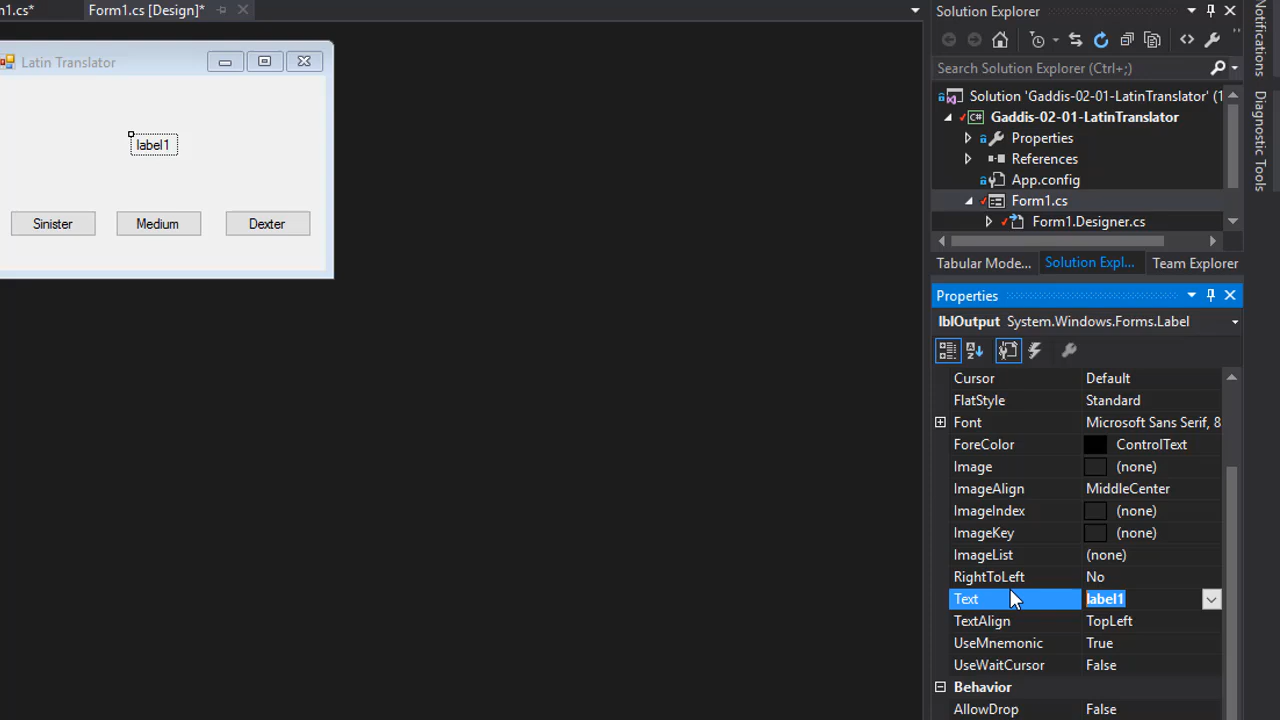 m1.cs*
Form1.cs [Design]*
Latin Translator
label1
Sinister
Medium
Dexter
Solution Explorer
Search Solution Explorer (Ctrl+;)
Solution 'Gaddis-02-01-LatinTranslator' (1
Gaddis-02-01-LatinTranslator
Properties
References
App.config
Form1.cs
Form1.Designer.cs
Tabular Mode... Solution Expl... Team Explorer
Properties
lblOutput System.Windows.Forms.Label
Cursor Default
FlatStyle Standard
Font Microsoft Sans Serif, 8
ForeColor ControlText
Image (none)
ImageAlign MiddleCenter
ImageIndex (none)
ImageKey (none)
ImageList (none)
RightToLeft No
Text label1
TextAlign TopLeft
UseMnemonic True
UseWaitCursor False
Behavior
AllowDrop False
Notifications
Diagnostic Tools